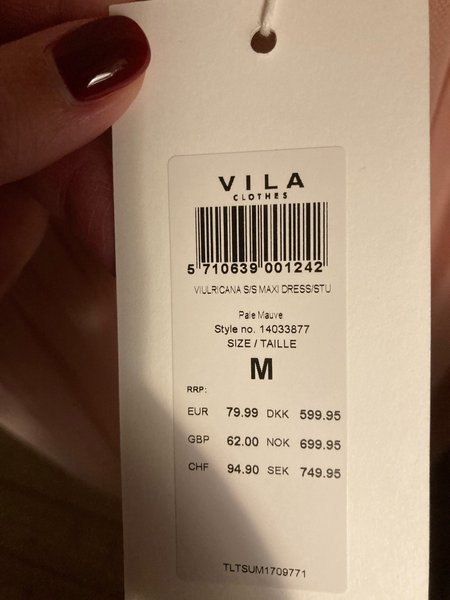 VILA
CLOTHES
5 710639 001242
VIULRICANA S/S MAXI DRESS/STU
Pale Mauve
Style no. 14033877
SIZE / TAILLE
M
RRP:
EUR 79.99 DKK 599.95
GBP 62.00 NOK 699.95
CHF 94.90 SEK 749.95
TLTSUM1709771